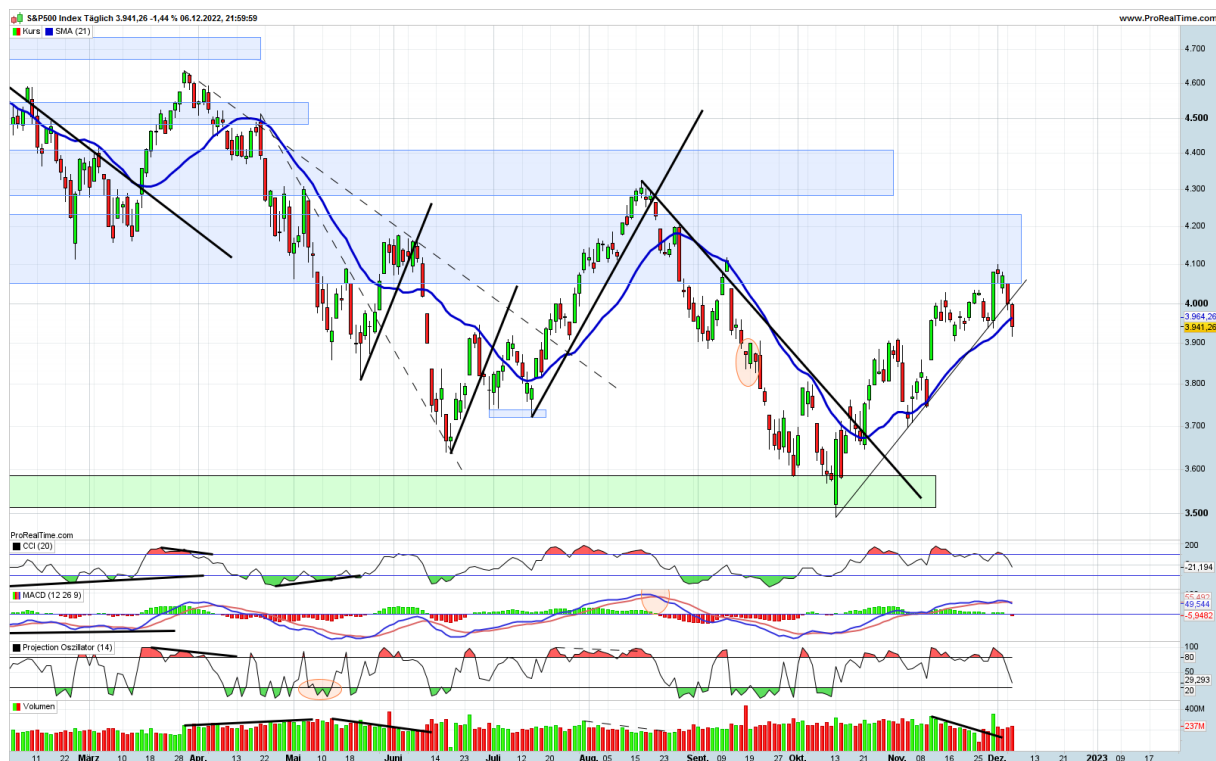 S&P500 Index Täglich 3.941,26 -1,44 % 06.12.2022, 21:59:59
www.ProRealTime.com
Kurs SMA (21)
4.700
4.600
4.500
4.400
4.300
4.200
4.100
4.000
3.964,26
3.941,26
3.900
3.800
3.700
3.600
3.500
ProRealTime.com
CCI (20)
200
-21,194
MACD (12 26 9)
49,544
-5,9482
Projection Oszillator (14)
100
80
29,293
20
Volumen
400M
237M
11 22 März 10 18 28 Apr. 12 22 Mai 10 18 Juni 14 23 Juli 12 20 Aug. 05 15 23 Sept. 12 19 27 Okt. 13 21 Nov. 08 16 25 Dez. 13 21 2023 09 17